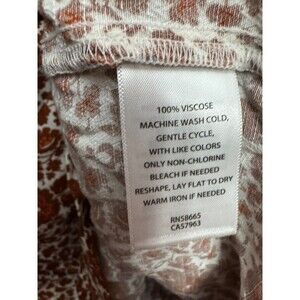 100% VISCOSE
MACHINE WASH COLD,
GENTLE CYCLE,
WITH LIKE COLORS
ONLY NON-CHLORINE
BLEACH IF NEEDED
RESHAPE, LAY FLAT TO DRY
WARM IRON IF NEEDED
RN58665
CA57963